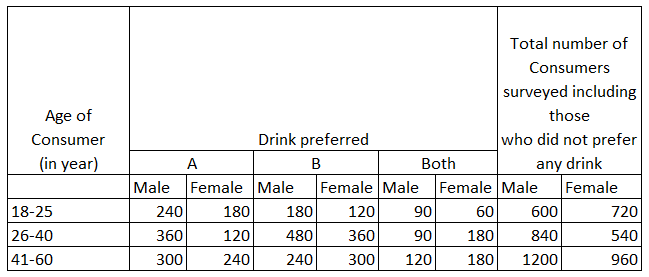 Total number of
Consumers
surveyed including
those
who did not prefer
any drink
Age of
Consumer
(in year)
Drink preferred
A B Both
Male Female Male Female Male Female Male Female
18-25 240 180 180 120 90 60 600 720
26-40 360 120 480 360 90 180 840 540
41-60 300 240 240 300 120 180 1200 960